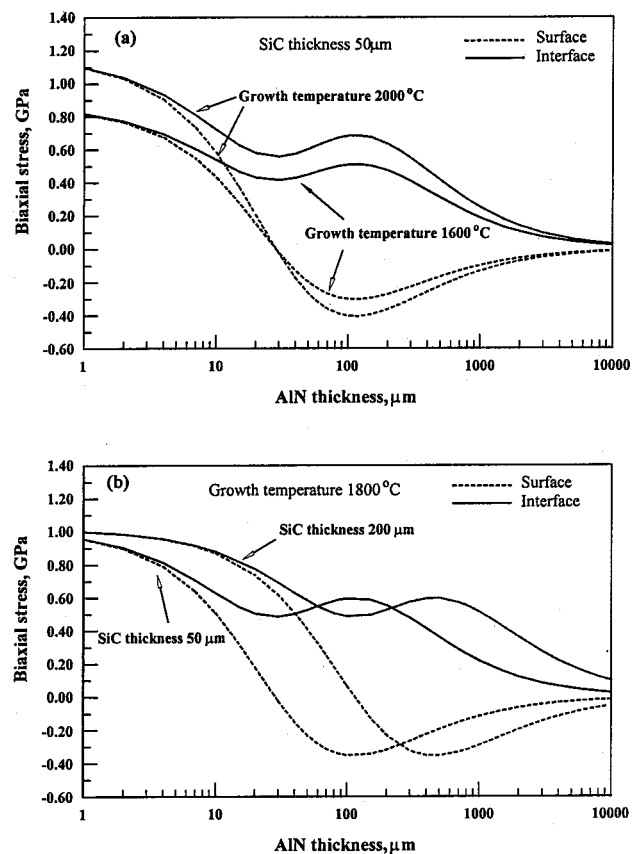 (a)
SiC thickness 50μm
Surface
Interface
Growth temperature 2000°C
Growth temperature 1600°C
Biaxial stress, GPa
1.40
1.20
1.00
0.80
0.60
0.40
0.20
0.00
-0.20
-0.40
-0.60
1 10 100 1000 10000
AlN thickness,μm
(b)
Growth temperature 1800°C
Surface
Interface
SiC thickness 200 μm
SiC thickness 50 μm
Biaxial stress, GPa
1.40
1.20
1.00
0.80
0.60
0.40
0.20
0.00
-0.20
-0.40
-0.60
1 10 100 1000 10000
AlN thickness,μm